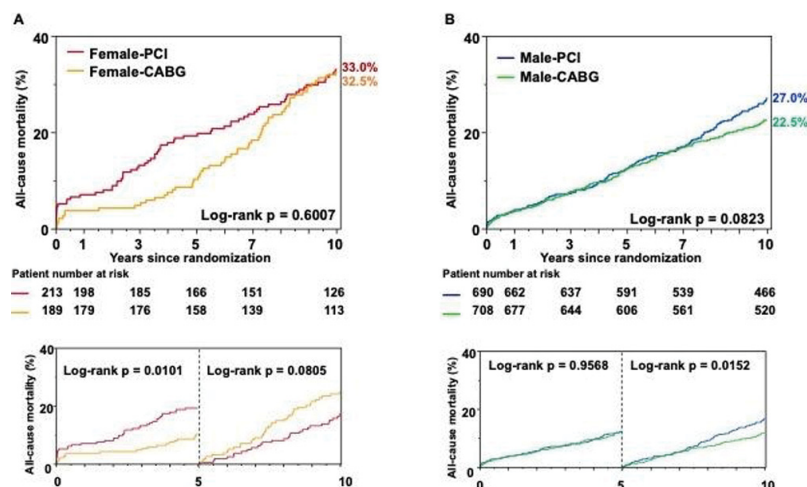 A
40
Female-PCI
Female-CABG
33.0%
32.5%
20
All-cause mortality (%)
Log-rank p = 0.6007
0
0 1 3 5 7 10
Years since randomization
Patient number at risk
213 198 185 166 151 126
189 179 176 158 139 113
40
Log-rank p = 0.0101 Log-rank p = 0.0805
20
All-cause mortality (%)
0
0 5 10
B
40
Male-PCI
Male-CABG
27.0%
22.5%
20
All-cause mortality (%)
Log-rank p = 0.0823
0
0 1 3 5 7 10
Years since randomization
Patient number at risk
690 662 637 591 539 466
708 677 644 606 561 520
40
Log-rank p = 0.9568 Log-rank p = 0.0152
20
All-cause mortality (%)
0
0 5 10